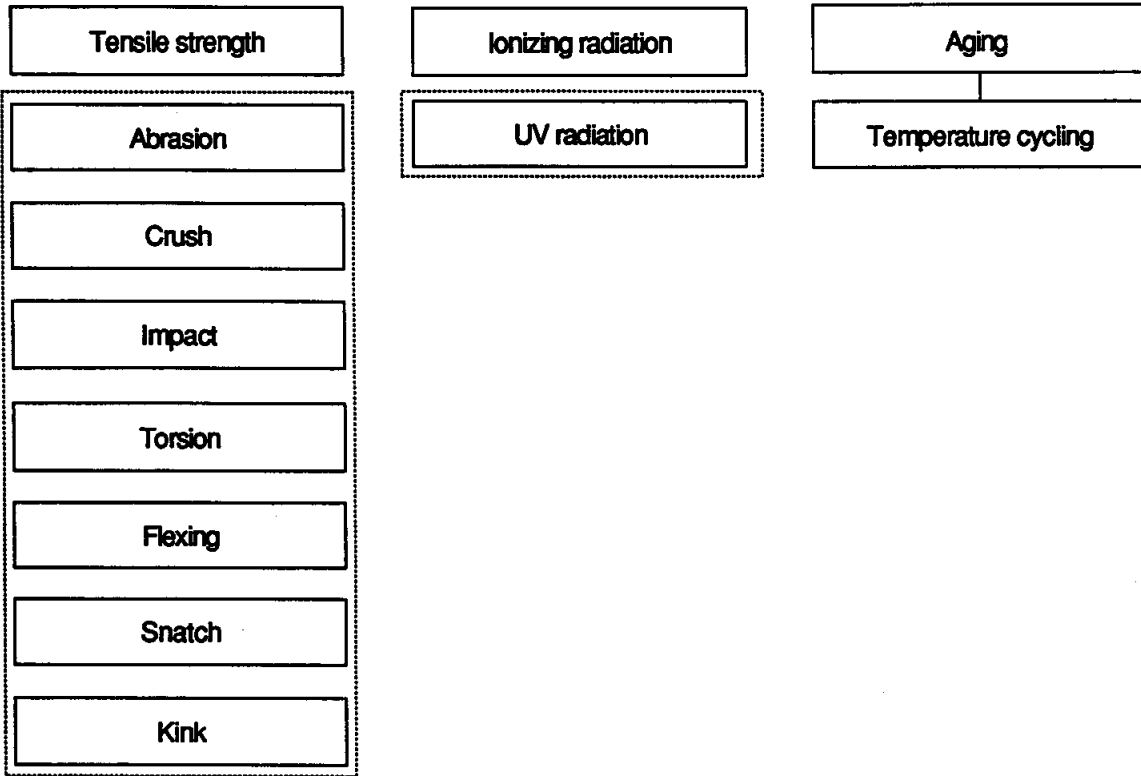 Tensile strength
Abrasion
Crush
Impact
Torsion
Flexing
Snatch
Kink
Ionizing radiation
UV radiation
Aging
Temperature cycling